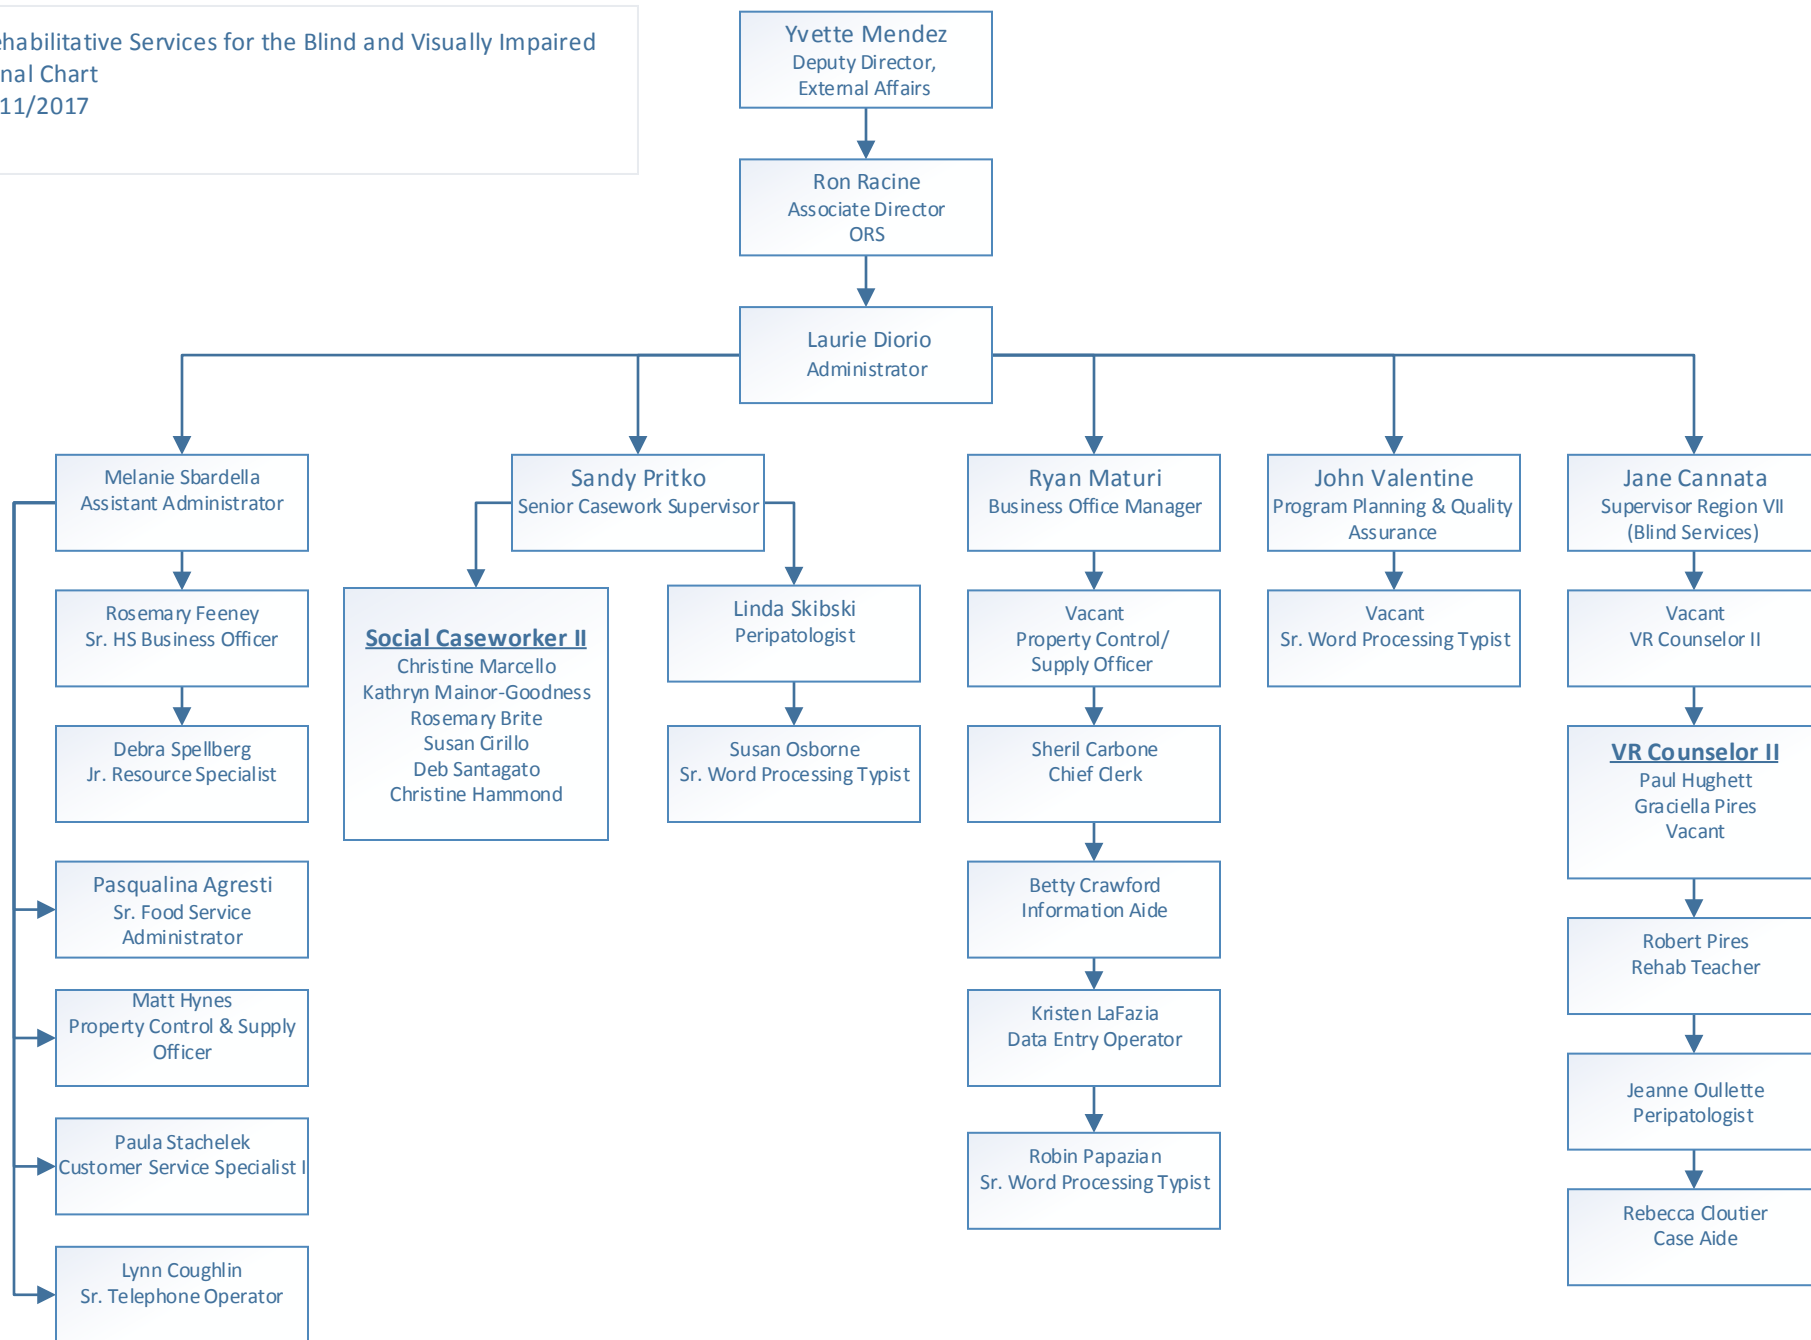 ehabilitative Services for the Blind and Visually Impaired
nal Chart
11/2017
Yvette Mendez
Deputy Director,
External Affairs
Ron Racine
Associate Director
ORS
Laurie Diorio
Administrator
Melanie Sbardella
Assistant Administrator
Rosemary Feeney
Sr. HS Business Officer
Debra Spellberg
Jr. Resource Specialist
Pasqualina Agresti
Sr. Food Service
Administrator
Matt Hynes
Property Control & Supply
Officer
Paula Stachelek
Customer Service Specialist I
Lynn Coughlin
Sr. Telephone Operator
Sandy Pritko
Senior Casework Supervisor
Social Caseworker II
Christine Marcello
Kathryn Mainor-Goodness
Rosemary Brite
Susan Cirillo
Deb Santagato
Christine Hammond
Linda Skibski
Peripatologist
Susan Osborne
Sr. Word Processing Typist
Ryan Maturi
Business Office Manager
Vacant
Property Control/
Supply Officer
Sheril Carbone
Chief Clerk
Betty Crawford
Information Aide
Kristen LaFazia
Data Entry Operator
Robin Papazian
Sr. Word Processing Typist
John Valentine
Program Planning & Quality
Assurance
Vacant
Sr. Word Processing Typist
Jane Cannata
Supervisor Region VII
(Blind Services)
Vacant
VR Counselor II
VR Counselor II
Paul Hughett
Graciella Pires
Vacant
Robert Pires
Rehab Teacher
Jeanne Oullette
Peripatologist
Rebecca Cloutier
Case Aide